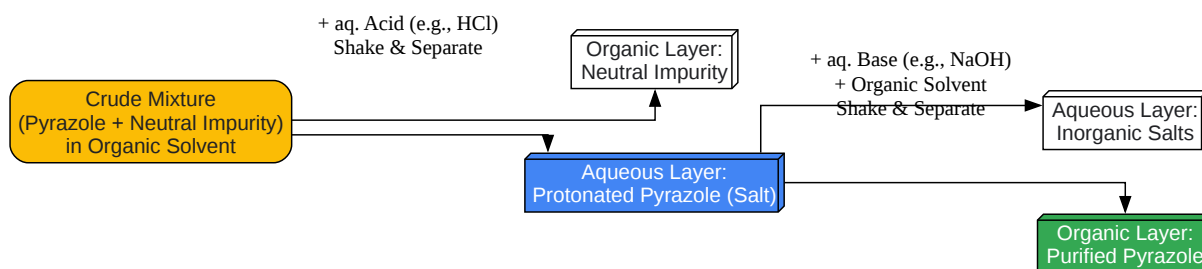 + aq. Acid (e.g., HCl)
Shake & Separate
Organic Layer:
Neutral Impurity
+ aq. Base (e.g., NaOH)
+ Organic Solvent
Shake & Separate
Crude Mixture
(Pyrazole + Neutral Impurity)
in Organic Solvent
Aqueous Layer:
Inorganic Salts
Aqueous Layer:
Protonated Pyrazole (Salt)
Organic Layer:
Purified Pyrazole